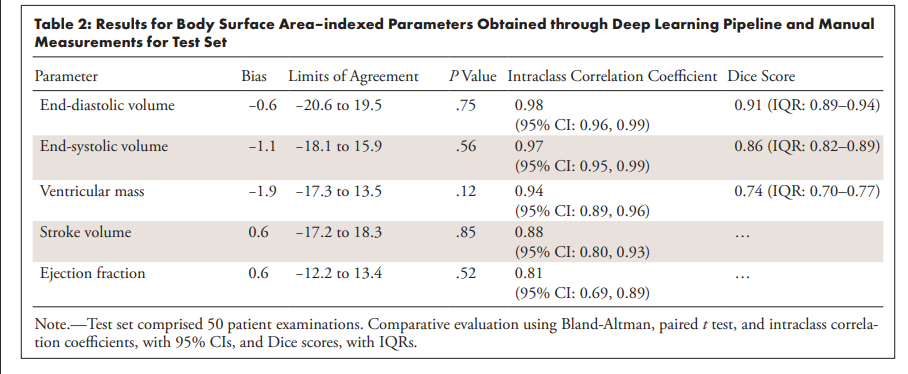 Table 2: Results for Body Surface Area–indexed Parameters Obtained through Deep Learning Pipeline and Manual
Measurements for Test Set
Parameter Bias Limits of Agreement P Value Intraclass Correlation Coefficient Dice Score
End-diastolic volume −0.6 −20.6 to 19.5 .75 0.98 0.91 (IQR: 0.89–0.94)
(95% CI: 0.96, 0.99)
End-systolic volume −1.1 −18.1 to 15.9 .56 0.97 0.86 (IQR: 0.82–0.89)
(95% CI: 0.95, 0.99)
Ventricular mass −1.9 −17.3 to 13.5 .12 0.94 0.74 (IQR: 0.70–0.77)
(95% CI: 0.89, 0.96)
Stroke volume 0.6 −17.2 to 18.3 .85 0.88 ...
(95% CI: 0.80, 0.93)
Ejection fraction 0.6 −12.2 to 13.4 .52 0.81 ...
(95% CI: 0.69, 0.89)
Note.—Test set comprised 50 patient examinations. Comparative evaluation using Bland-Altman, paired t test, and intraclass correla-
tion coefficients, with 95% CIs, and Dice scores, with IQRs.